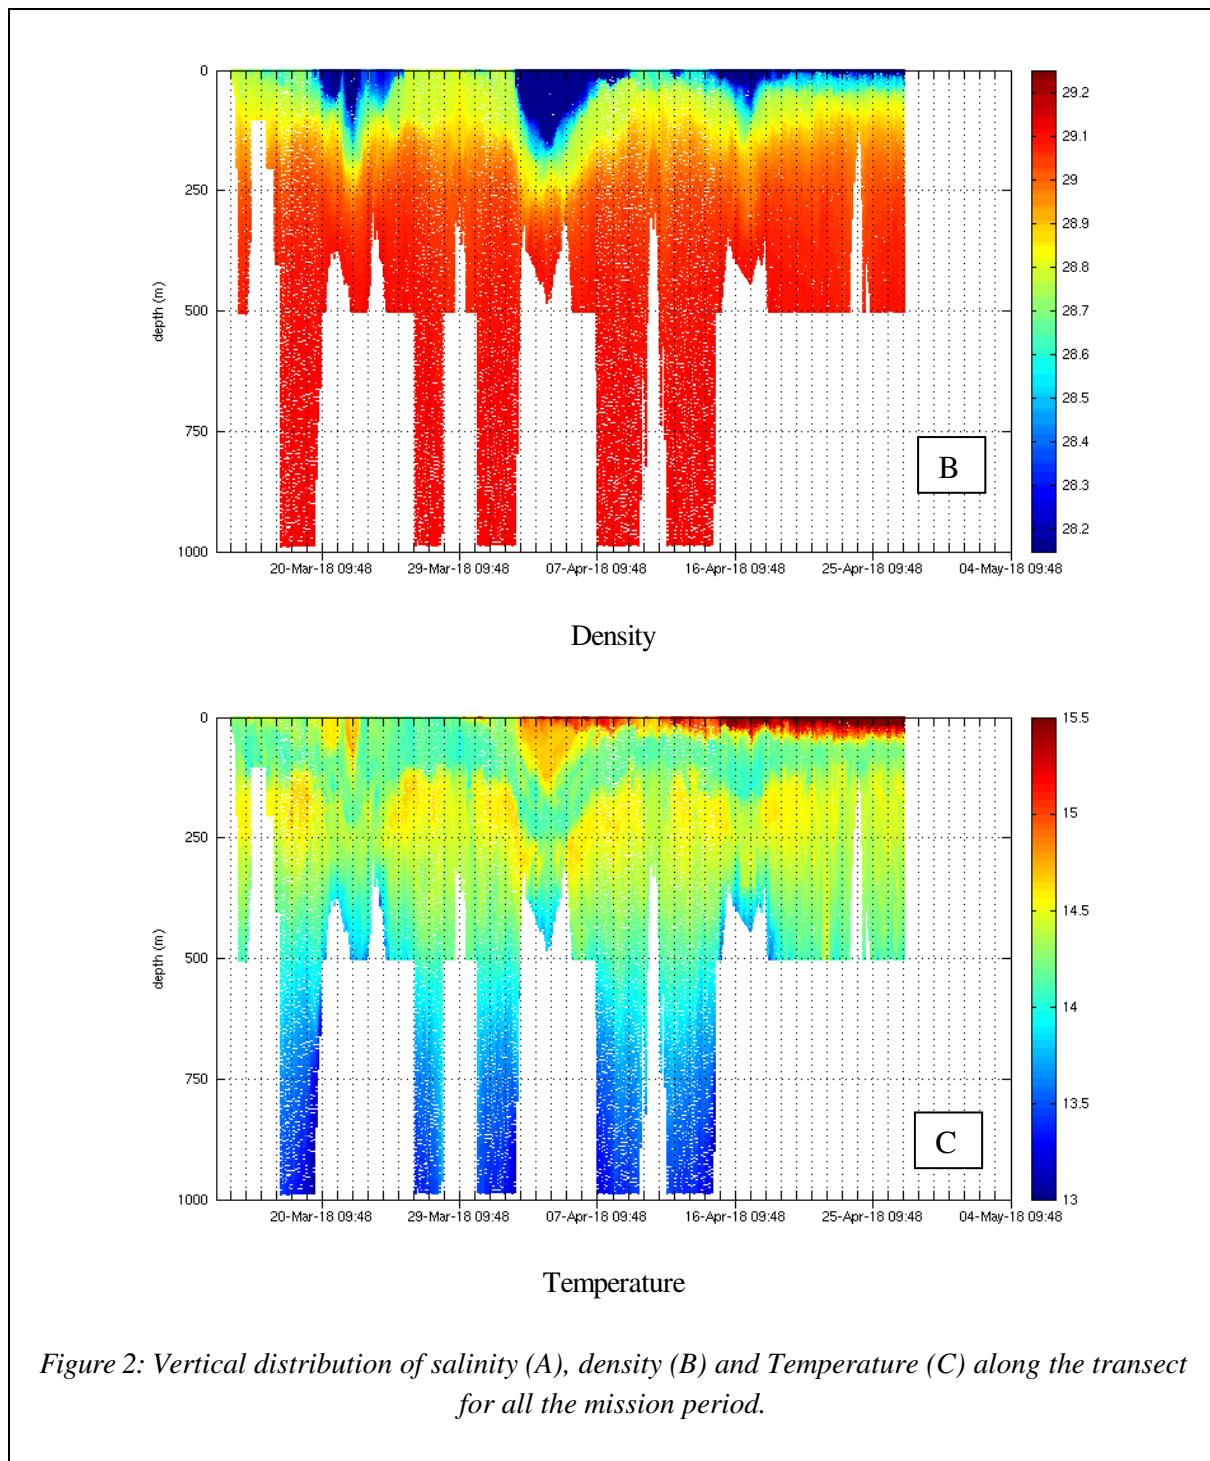 0
250
500
750
1000
depth (m)
20-Mar-18 09:48
29-Mar-18 09:48
07-Apr-18 09:48
16-Apr-18 09:48
25-Apr-18 09:48
04-May-18 09:48
29.2
29.1
29
28.9
28.8
28.7
28.6
28.5
28.4
28.3
28.2
B
Density
0
250
500
750
1000
depth (m)
20-Mar-18 09:48
29-Mar-18 09:48
07-Apr-18 09:48
16-Apr-18 09:48
25-Apr-18 09:48
04-May-18 09:48
15.5
15
14.5
14
13.5
13
C
Temperature
Figure 2: Vertical distribution of salinity (A), density (B) and Temperature (C) along the transect
for all the mission period.